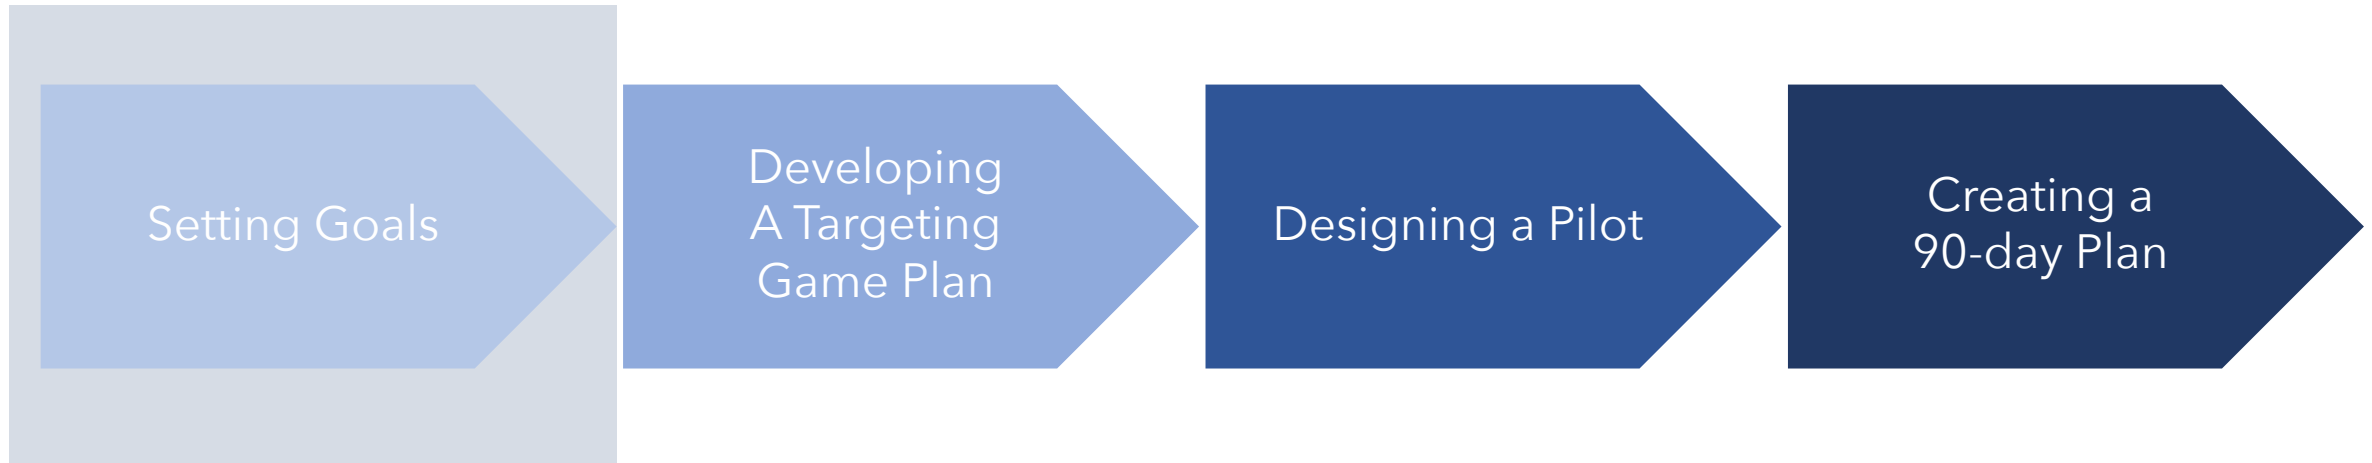 Setting Goals
Developing
A Targeting
Game Plan
Designing a Pilot
Creating a
90-day Plan